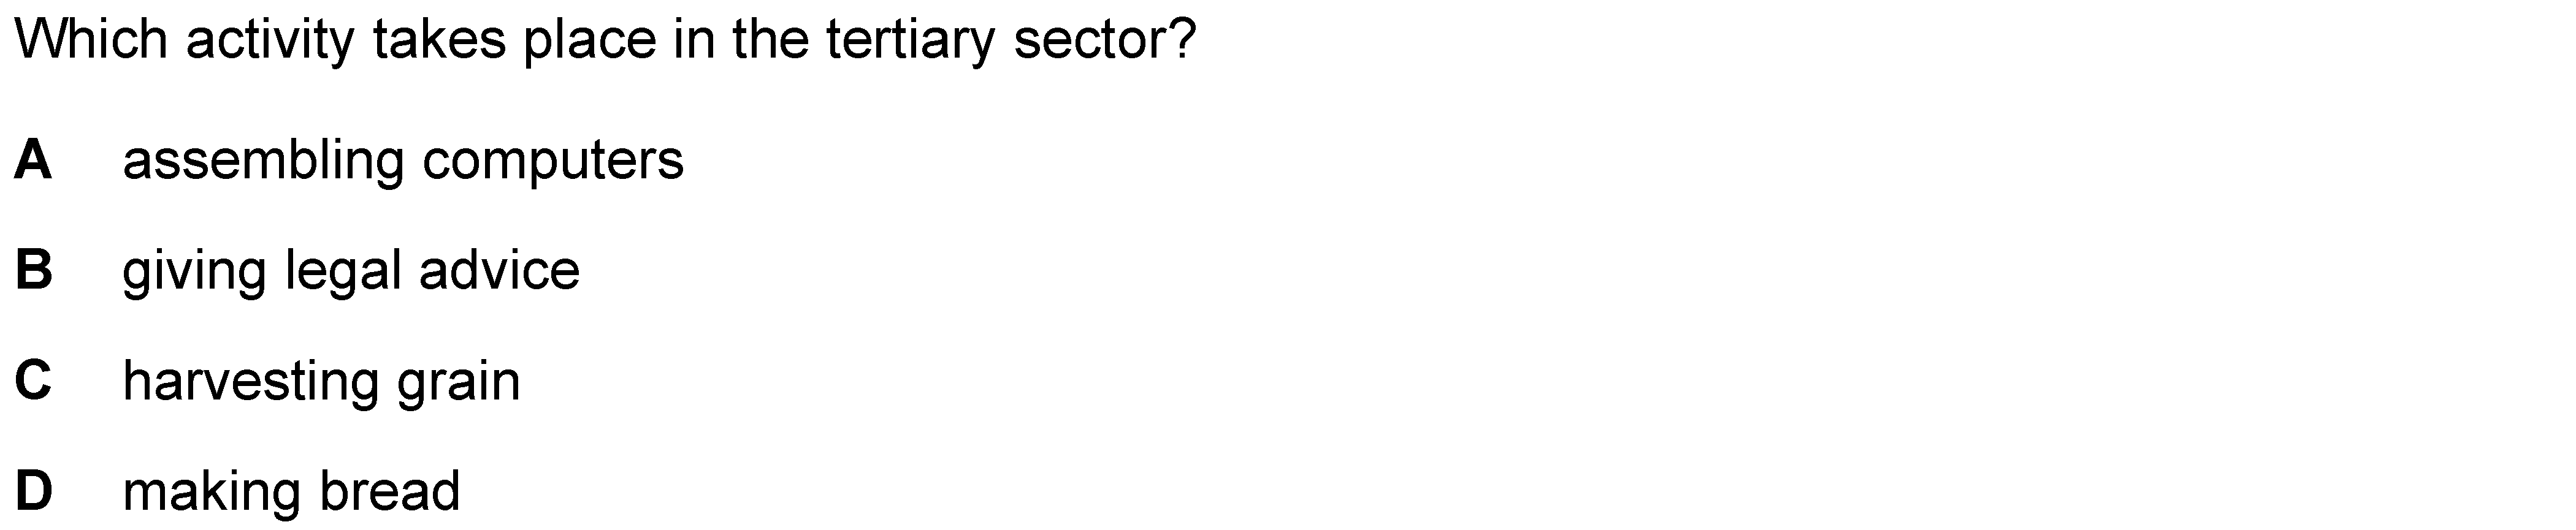 Which activity takes place in the tertiary sector?
A assembling computers
B giving legal advice
C harvesting grain
D making bread